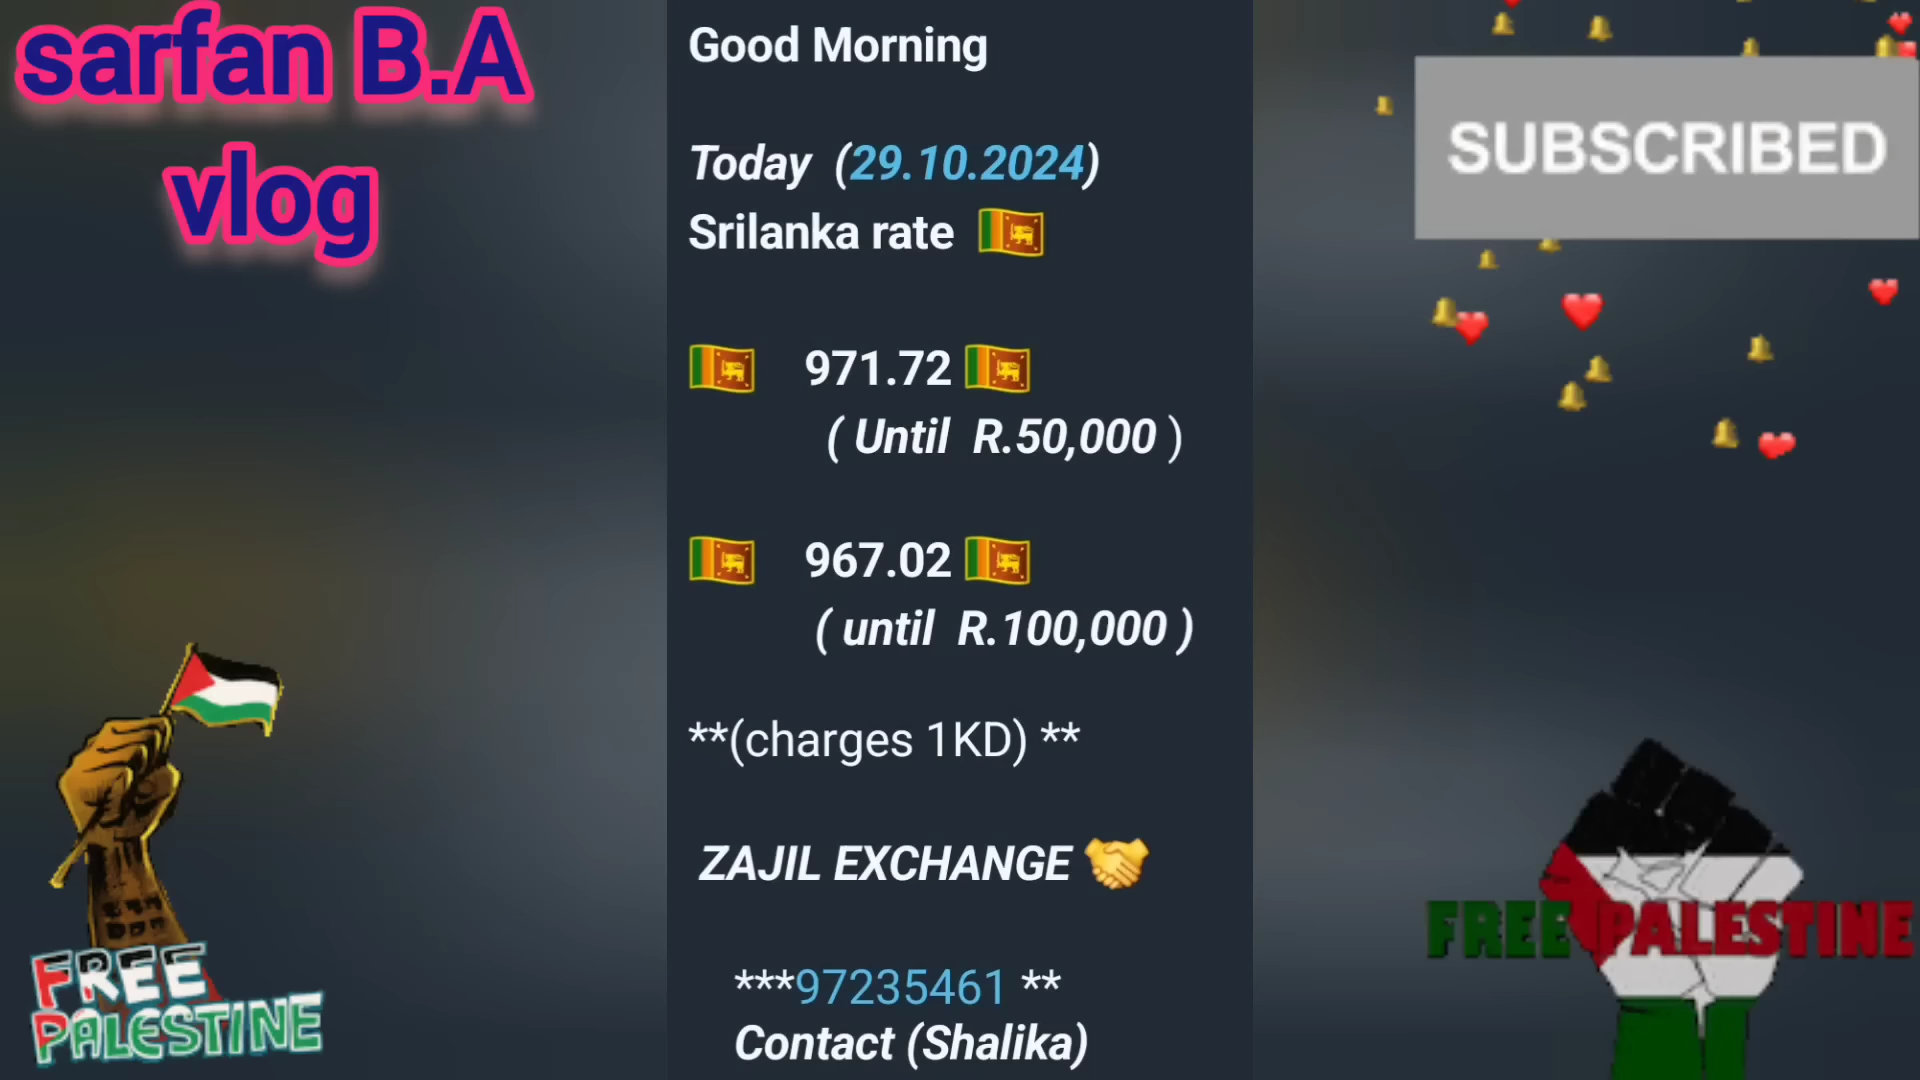 sarfan B.A
vlog
Good Morning
Today (29.10.2024)
Srilanka rate
971.72
( Until R.50,000 )
967.02
( until R.100,000 )
**(charges 1KD) **
ZAJIL EXCHANGE
***97235461 **
Contact (Shalika)
SUBSCRIBED
FREE
PALESTINE
FREE PALESTINE